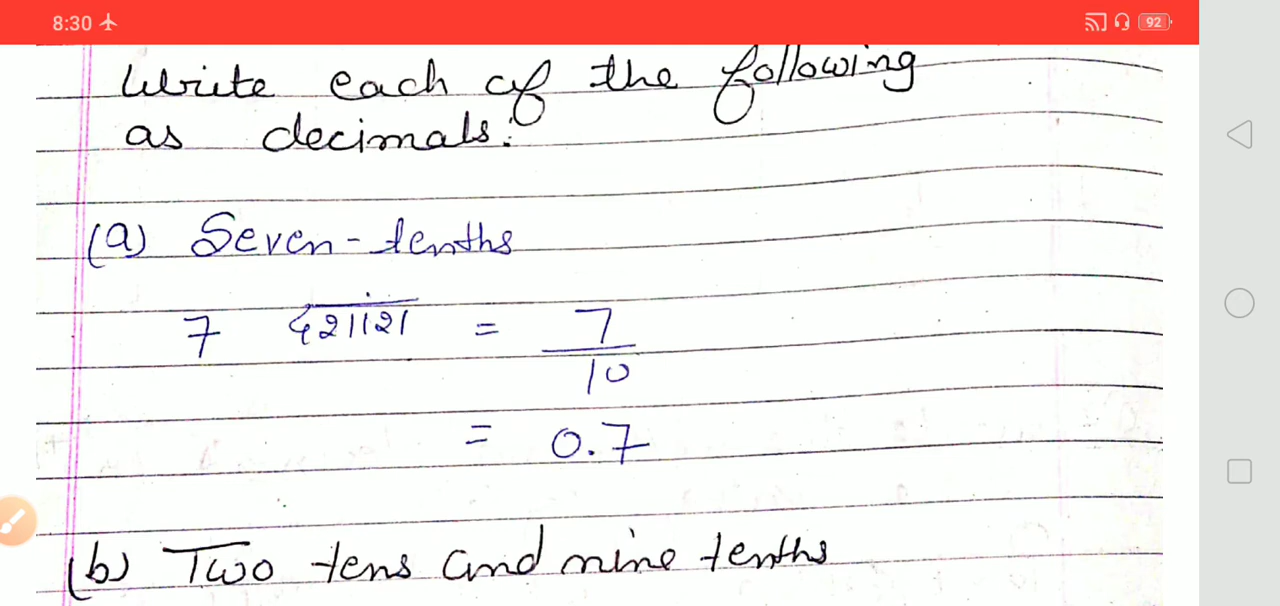 8:30
92
Write each of the following
as decimals:
(a) Seven-tenths
7 दशांश = 7
10
= 0.7
(b) Two tens and nine tenths